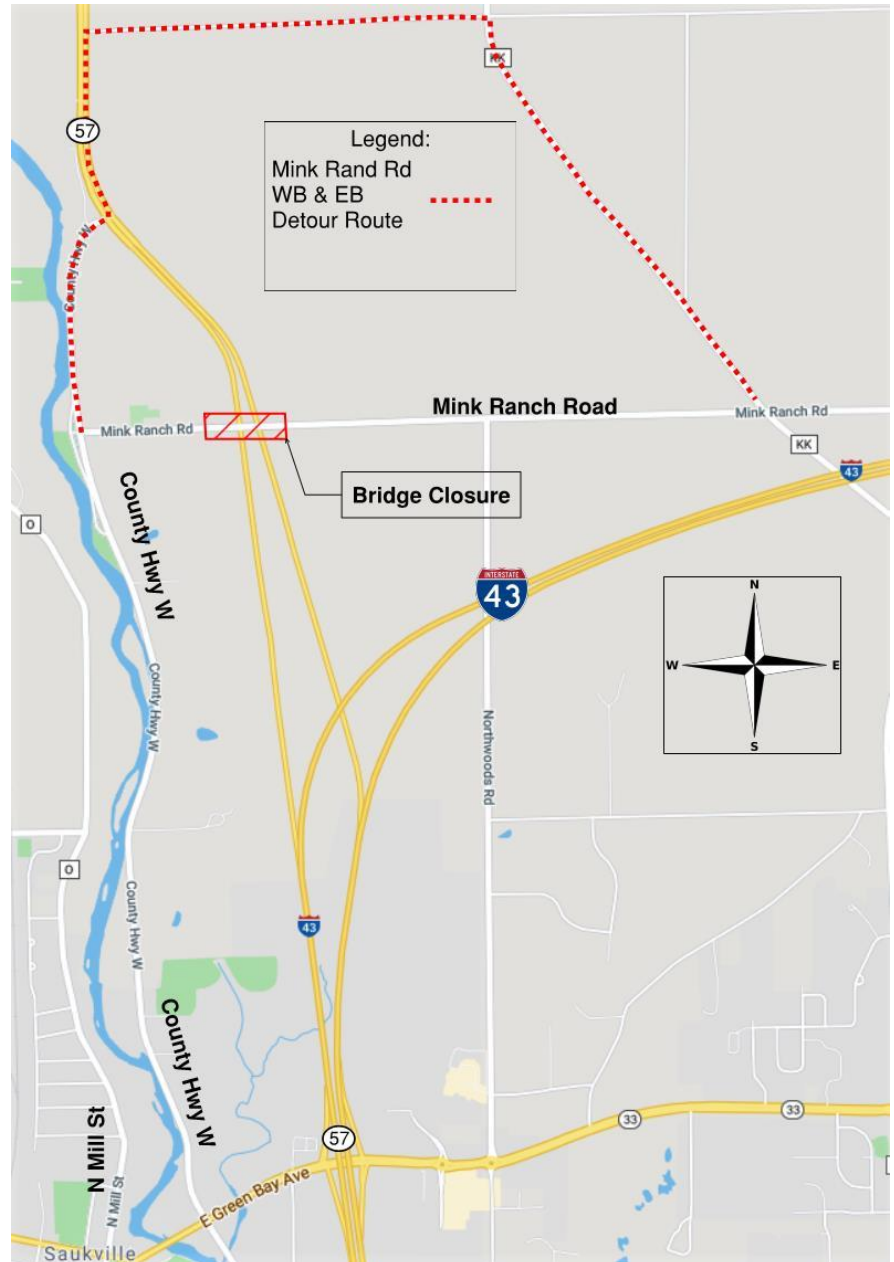 KK
57
Legend:
Mink Rand Rd
WB & EB
Detour Route
County Hwy W
Mink Ranch Road
Mink Ranch Rd
Mink Ranch Rd
KK
43
Bridge Closure
County Hwy W
O
INTERSTATE
43
N
W
E
S
County Hwy W
Northwoods Rd
O
County Hwy W
43
County Hwy W
N Mill St
57
33
33
E Green Bay Ave
N Mill St
Saukville